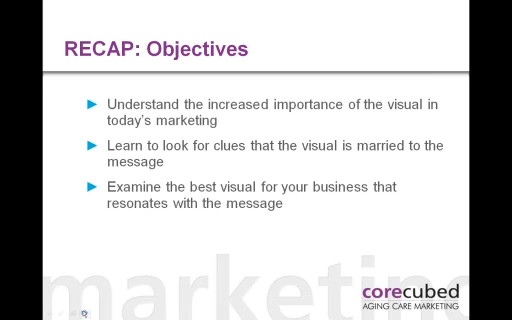 RECAP: Objectives
Understand the increased importance of the visual in
today's marketing
Learn to look for clues that the visual is married to the
message
Examine the best visual for your business that
resonates with the message
marketing
corecubed
AGING CARE MARKETING